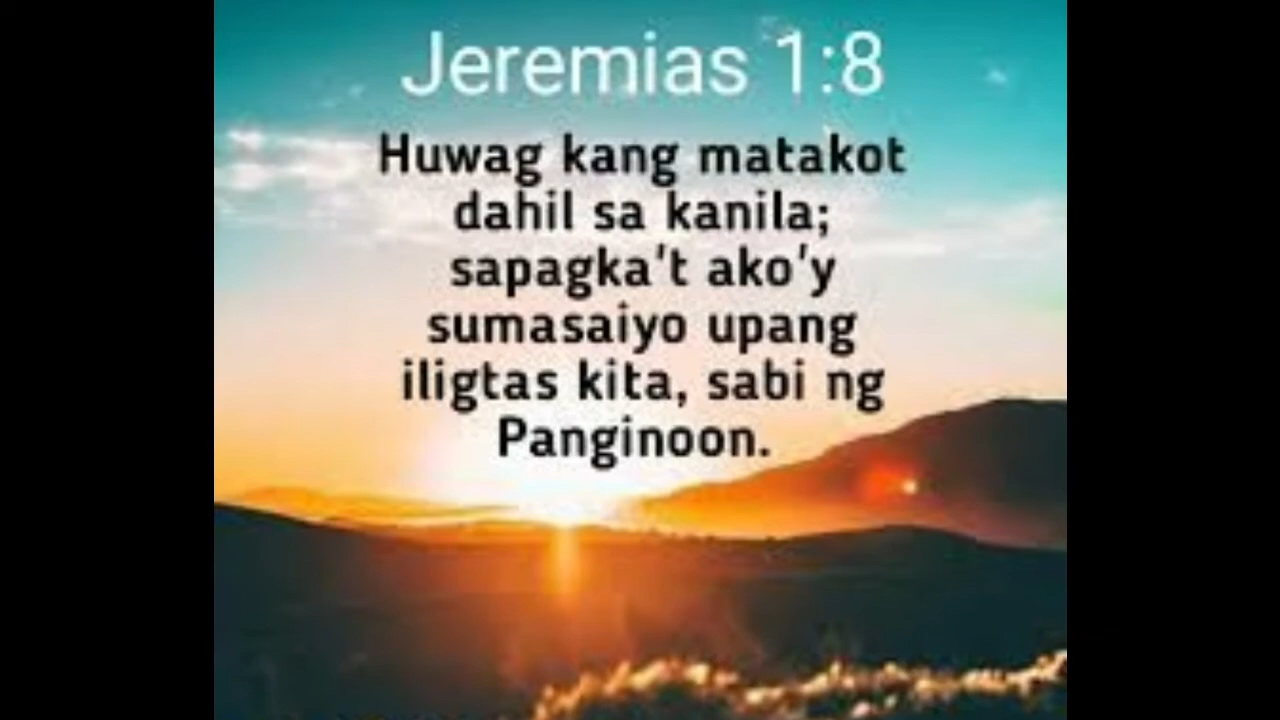 Jeremias 1:8
Huwag kang matakot
dahil sa kanila;
sapagka't ako'y
sumasaiyo upang
iligtas kita, sabi ng
Panginoon.